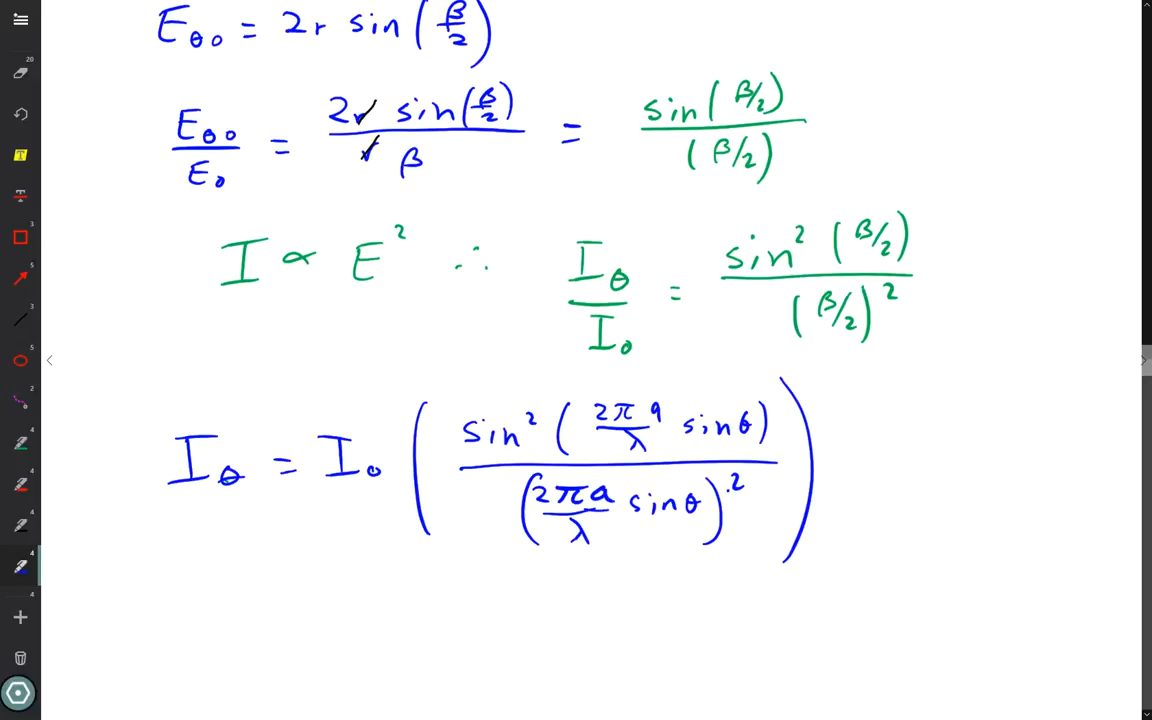 E_θ0 = 2r sin(β/2)
E_θ0/E_0 = 2r sin(β/2) / r β = sin(β/2) / (β/2)
I ∝ E² ∴ I_θ/I_0 = sin²(β/2) / (β/2)²
I_θ = I_0 ( sin²(2πa/λ sinθ) / (2πa/λ sinθ)² )